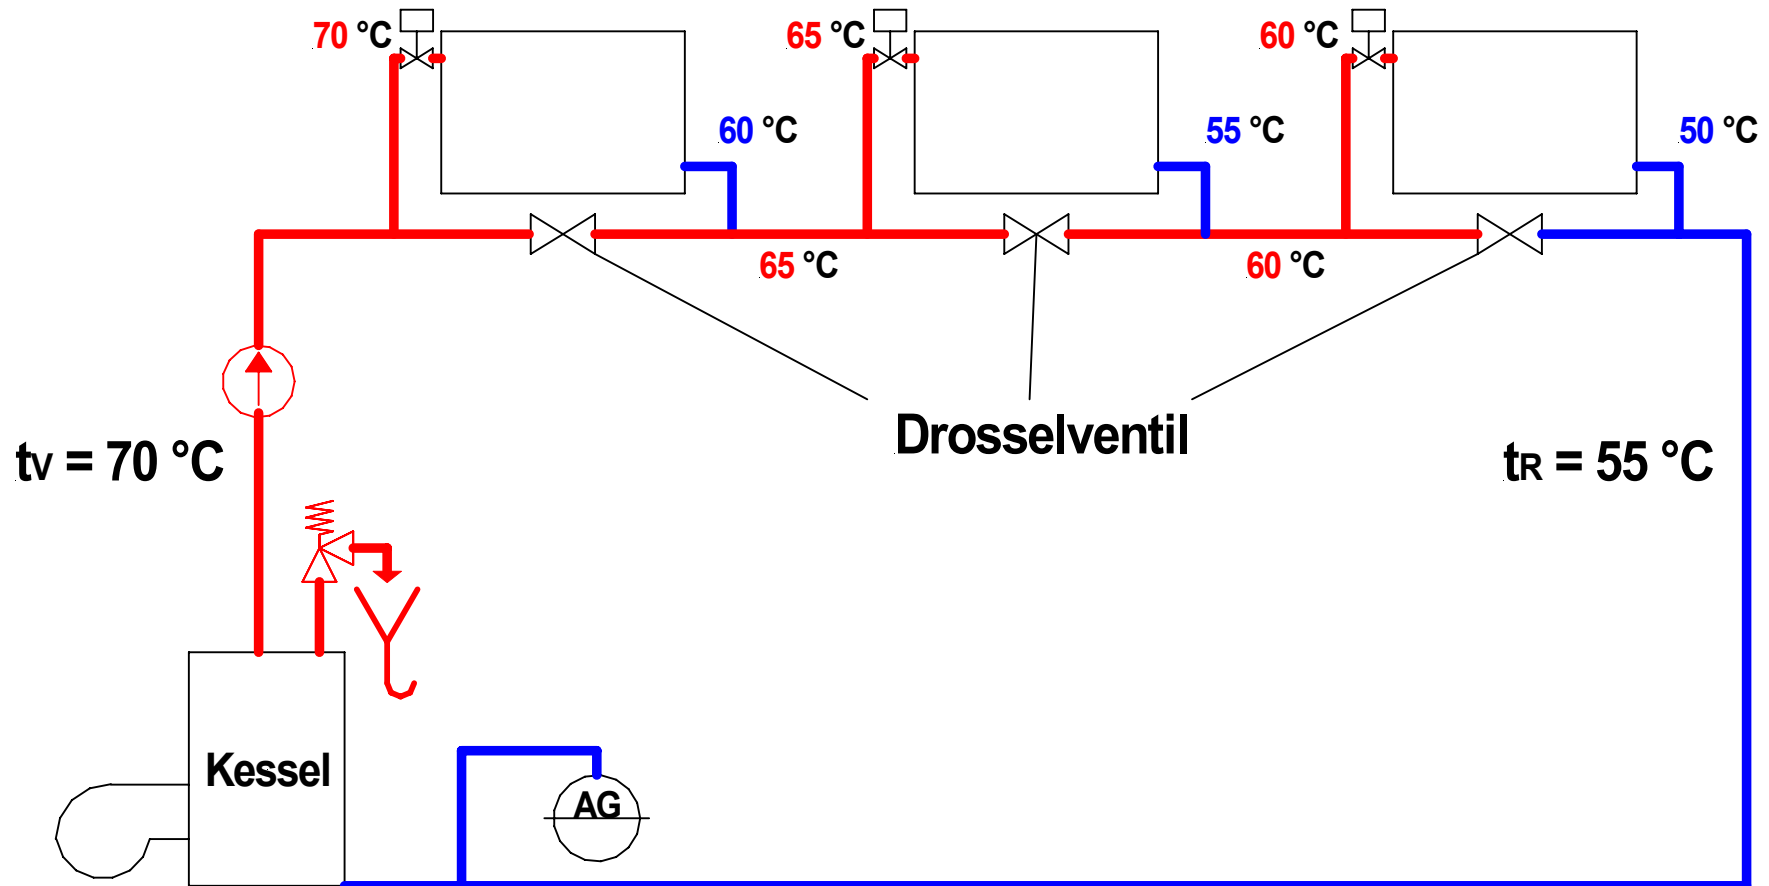 70 °C
65 °C
60 °C
60 °C
55 °C
50 °C
65 °C
60 °C
Drosselventil
tV = 70 °C
tR = 55 °C
Kessel
AG